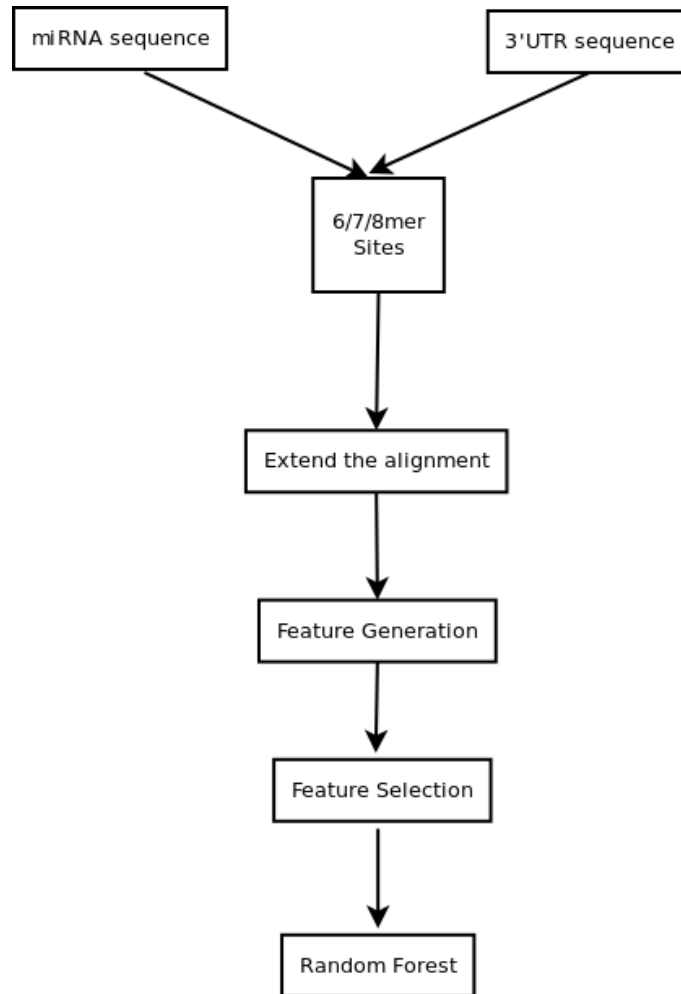 miRNA sequence
3'UTR sequence
6/7/8mer
Sites
Extend the alignment
Feature Generation
Feature Selection
Random Forest